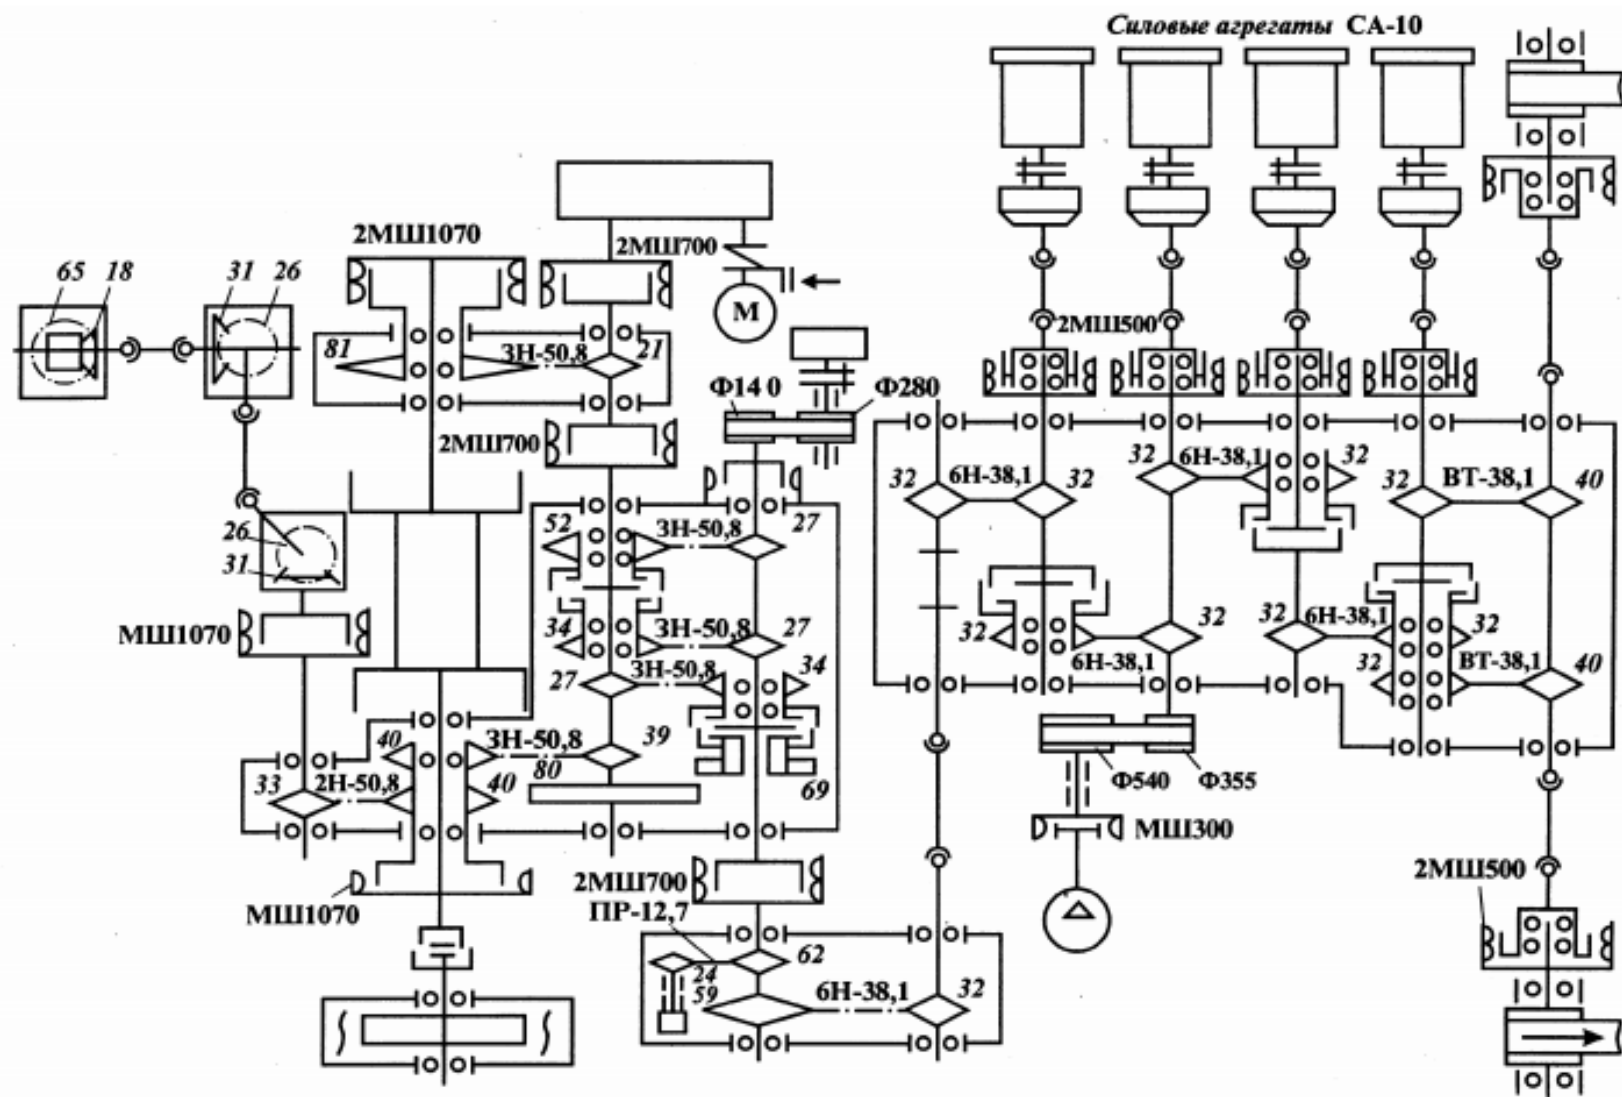 Силовые агрегаты СА-10
2МШ1070
2МШ700
65 18 31 26
М
2МШ500
81
3Н-50,8
21
Ф14 0
Ф280
2МШ700
32 6Н-38,1 32
32 6Н-38,1 32
32 ВТ-38,1 40
52 3Н-50,8 27
26
31
МШ1070
34 3Н-50,8 27
32 6Н-38,1 32
32 6Н-38,1 32
27 3Н-50,8 34
32 ВТ-38,1 40
40 3Н-50,8 39
80
69
33 2Н-50,8 40
Ф540 Ф355
МШ300
МШ1070
2МШ700
2МШ500
ПР-12,7
62
24
59 6Н-38,1 32